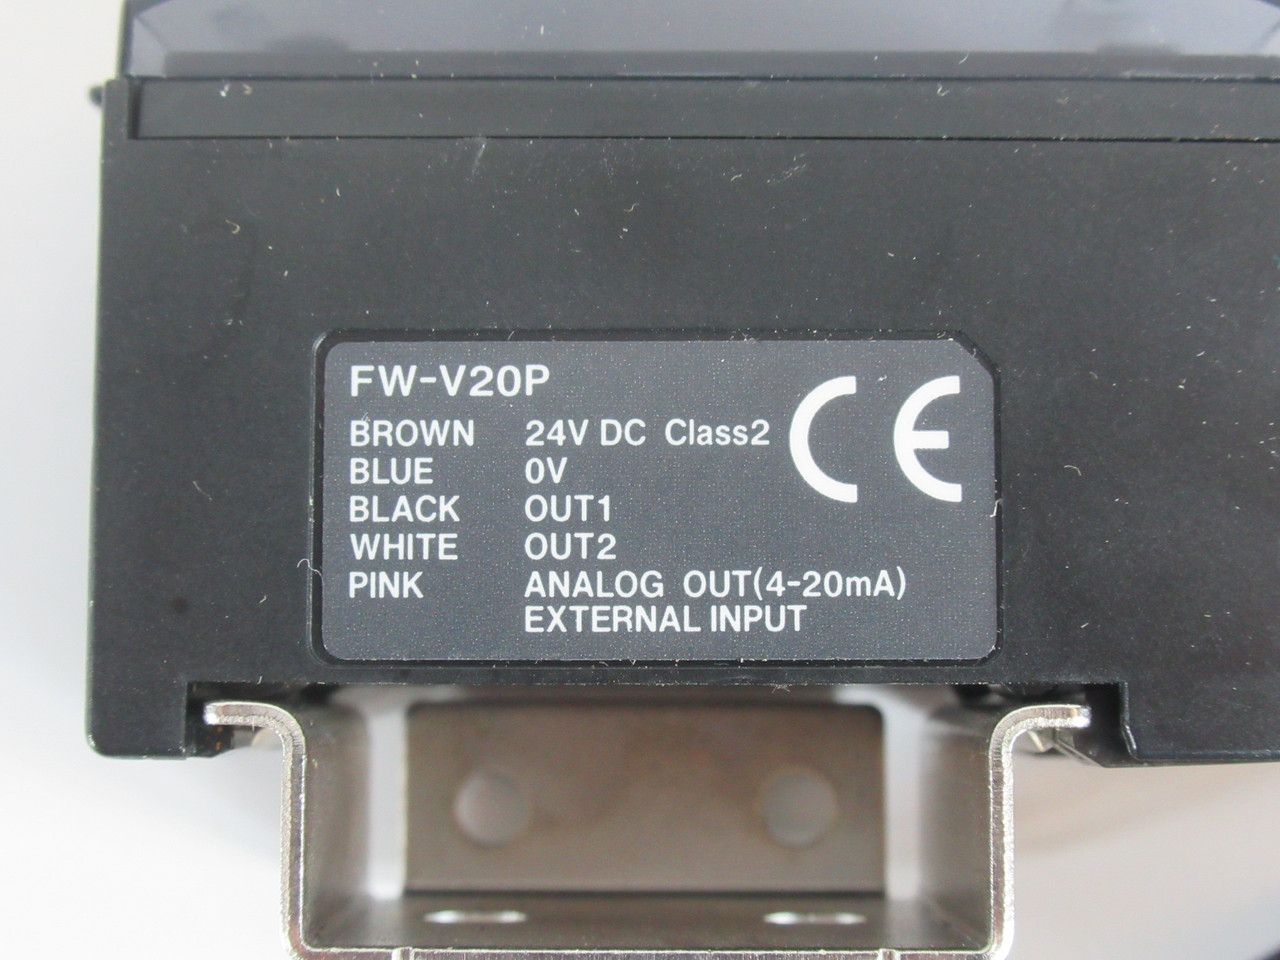 FW-V20P
BROWN 24V DC Class2
BLUE 0V
BLACK OUT1
WHITE OUT2
PINK ANALOG OUT(4-20mA)
EXTERNAL INPUT
CE